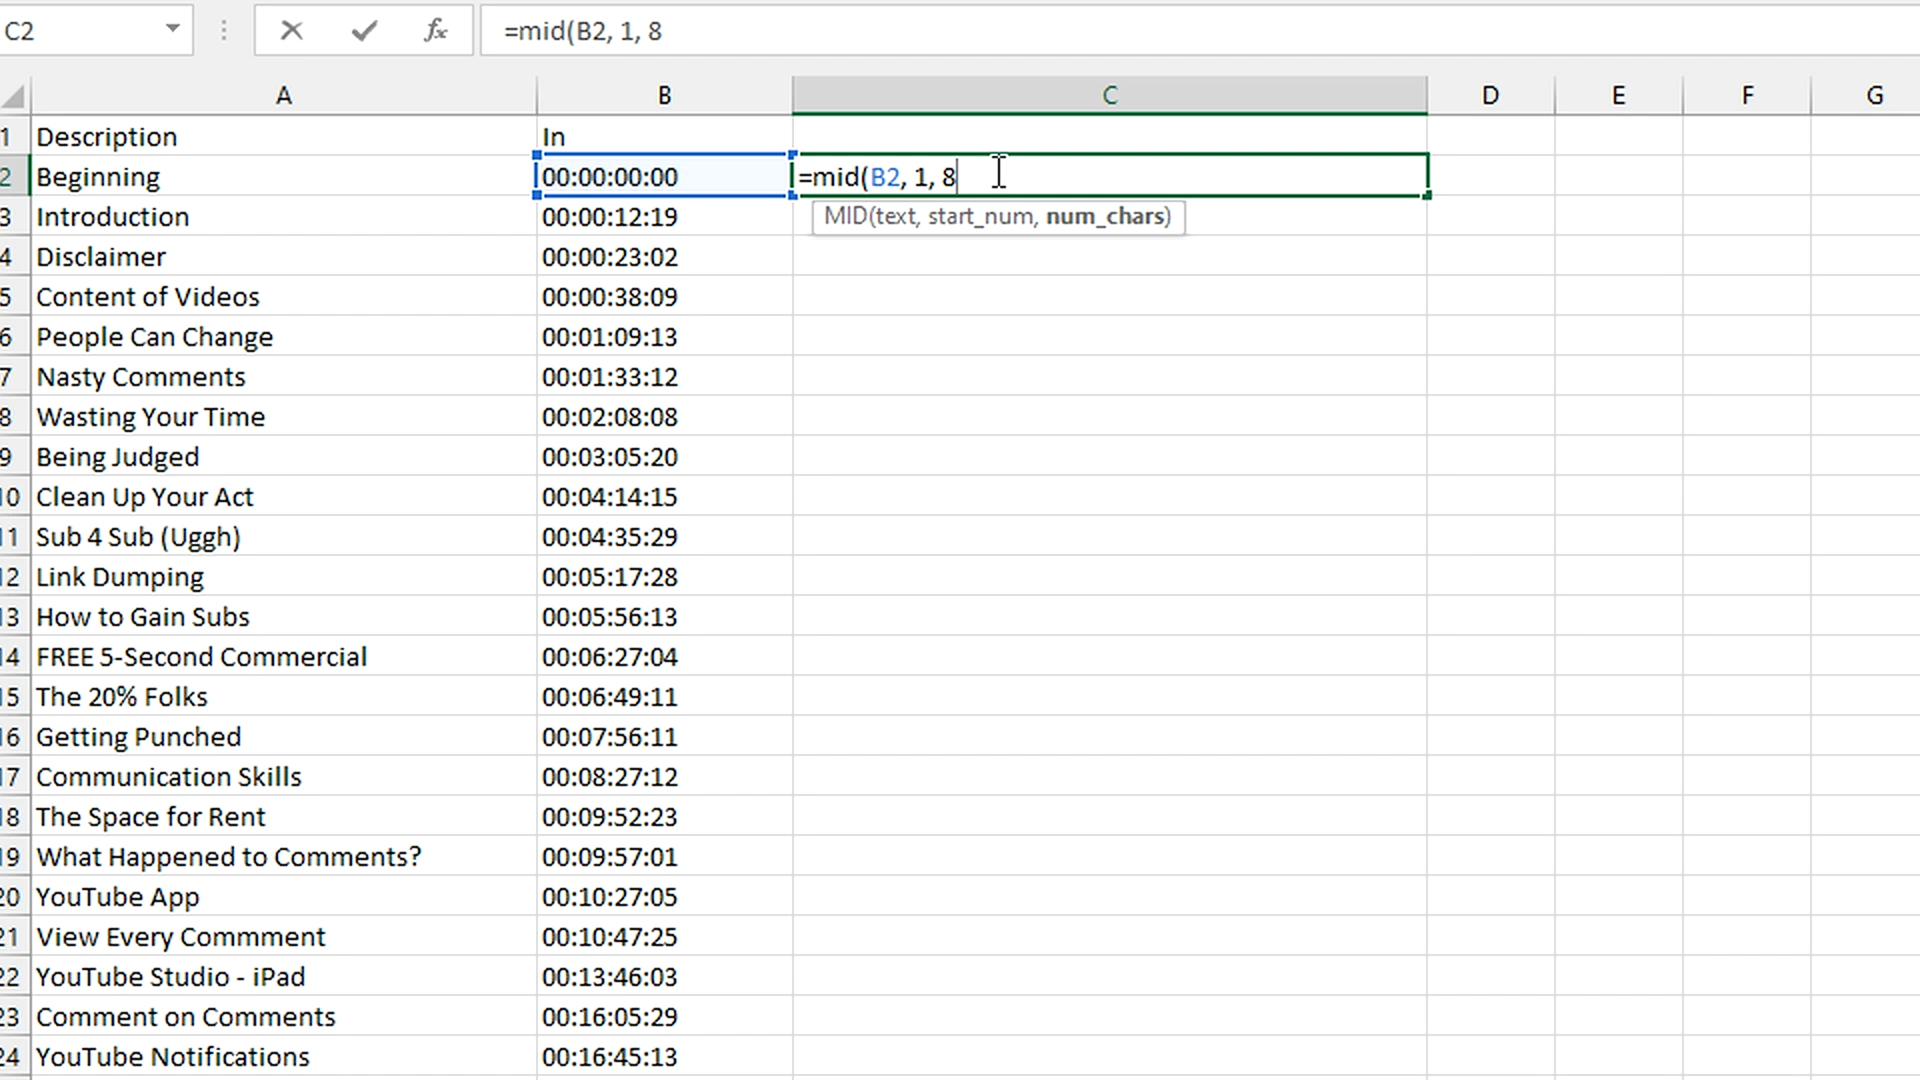 C2 fx =mid(B2, 1, 8
A B C D E F G
1 Description In
2 Beginning 00:00:00:00 =mid(B2, 1, 8
3 Introduction 00:00:12:19 MID(text, start_num, num_chars)
4 Disclaimer 00:00:23:02
5 Content of Videos 00:00:38:09
6 People Can Change 00:01:09:13
7 Nasty Comments 00:01:33:12
8 Wasting Your Time 00:02:08:08
9 Being Judged 00:03:05:20
10 Clean Up Your Act 00:04:14:15
11 Sub 4 Sub (Uggh) 00:04:35:29
12 Link Dumping 00:05:17:28
13 How to Gain Subs 00:05:56:13
14 FREE 5-Second Commercial 00:06:27:04
15 The 20% Folks 00:06:49:11
16 Getting Punched 00:07:56:11
17 Communication Skills 00:08:27:12
18 The Space for Rent 00:09:52:23
19 What Happened to Comments? 00:09:57:01
20 YouTube App 00:10:27:05
21 View Every Commment 00:10:47:25
22 YouTube Studio - iPad 00:13:46:03
23 Comment on Comments 00:16:05:29
24 YouTube Notifications 00:16:45:13